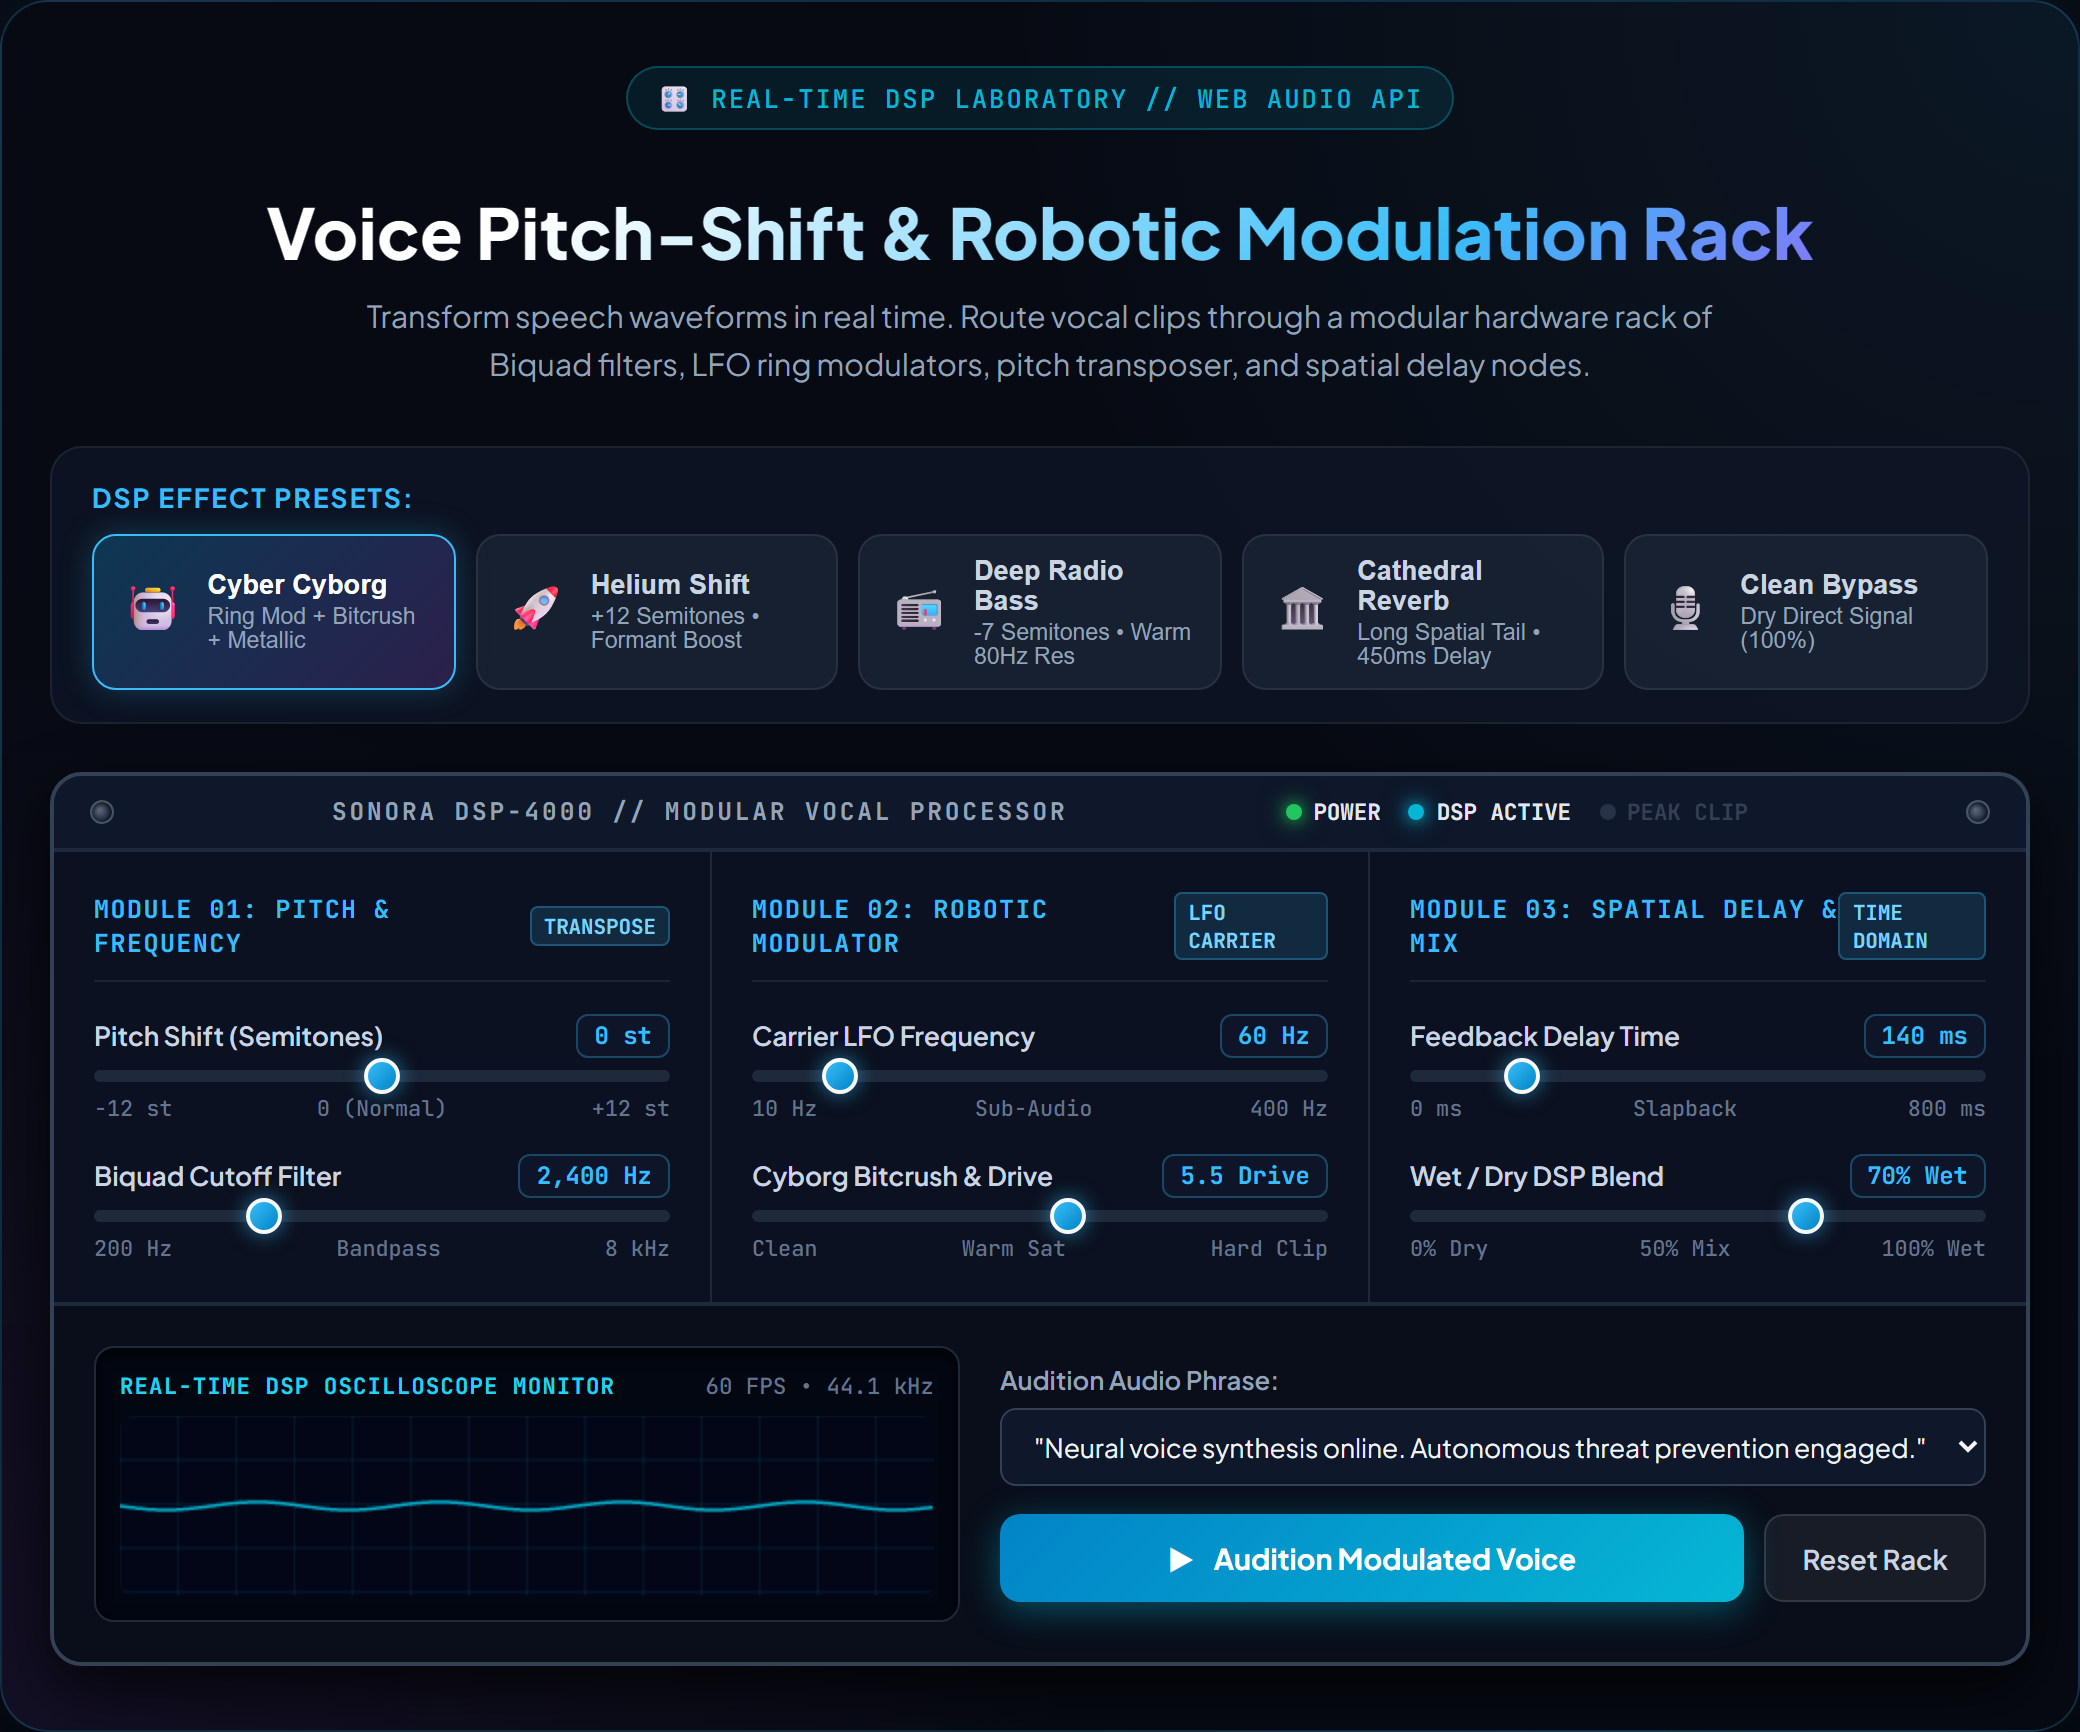 REAL-TIME DSP LABORATORY // WEB AUDIO API
Voice Pitch-Shift & Robotic Modulation Rack
Transform speech waveforms in real time. Route vocal clips through a modular hardware rack of
Biquad filters, LFO ring modulators, pitch transposer, and spatial delay nodes.
DSP EFFECT PRESETS:
Cyber Cyborg
Ring Mod + Bitcrush
+ Metallic
Helium Shift
+12 Semitones •
Formant Boost
Deep Radio
Bass
-7 Semitones • Warm
80Hz Res
Cathedral
Reverb
Long Spatial Tail •
450ms Delay
Clean Bypass
Dry Direct Signal
(100%)
SONORA DSP-4000 // MODULAR VOCAL PROCESSOR
POWER
DSP ACTIVE
PEAK CLIP
MODULE 01: PITCH &
FREQUENCY
TRANSPOSE
Pitch Shift (Semitones)
0 st
-12 st
0 (Normal)
+12 st
Biquad Cutoff Filter
2,400 Hz
200 Hz
Bandpass
8 kHz
MODULE 02: ROBOTIC
MODULATOR
LFO
CARRIER
Carrier LFO Frequency
60 Hz
10 Hz
Sub-Audio
400 Hz
Cyborg Bitcrush & Drive
5.5 Drive
Clean
Warm Sat
Hard Clip
MODULE 03: SPATIAL DELAY &
MIX
TIME
DOMAIN
Feedback Delay Time
140 ms
0 ms
Slapback
800 ms
Wet / Dry DSP Blend
70% Wet
0% Dry
50% Mix
100% Wet
REAL-TIME DSP OSCILLOSCOPE MONITOR
60 FPS • 44.1 kHz
Audition Audio Phrase:
"Neural voice synthesis online. Autonomous threat prevention engaged."
▶ Audition Modulated Voice
Reset Rack